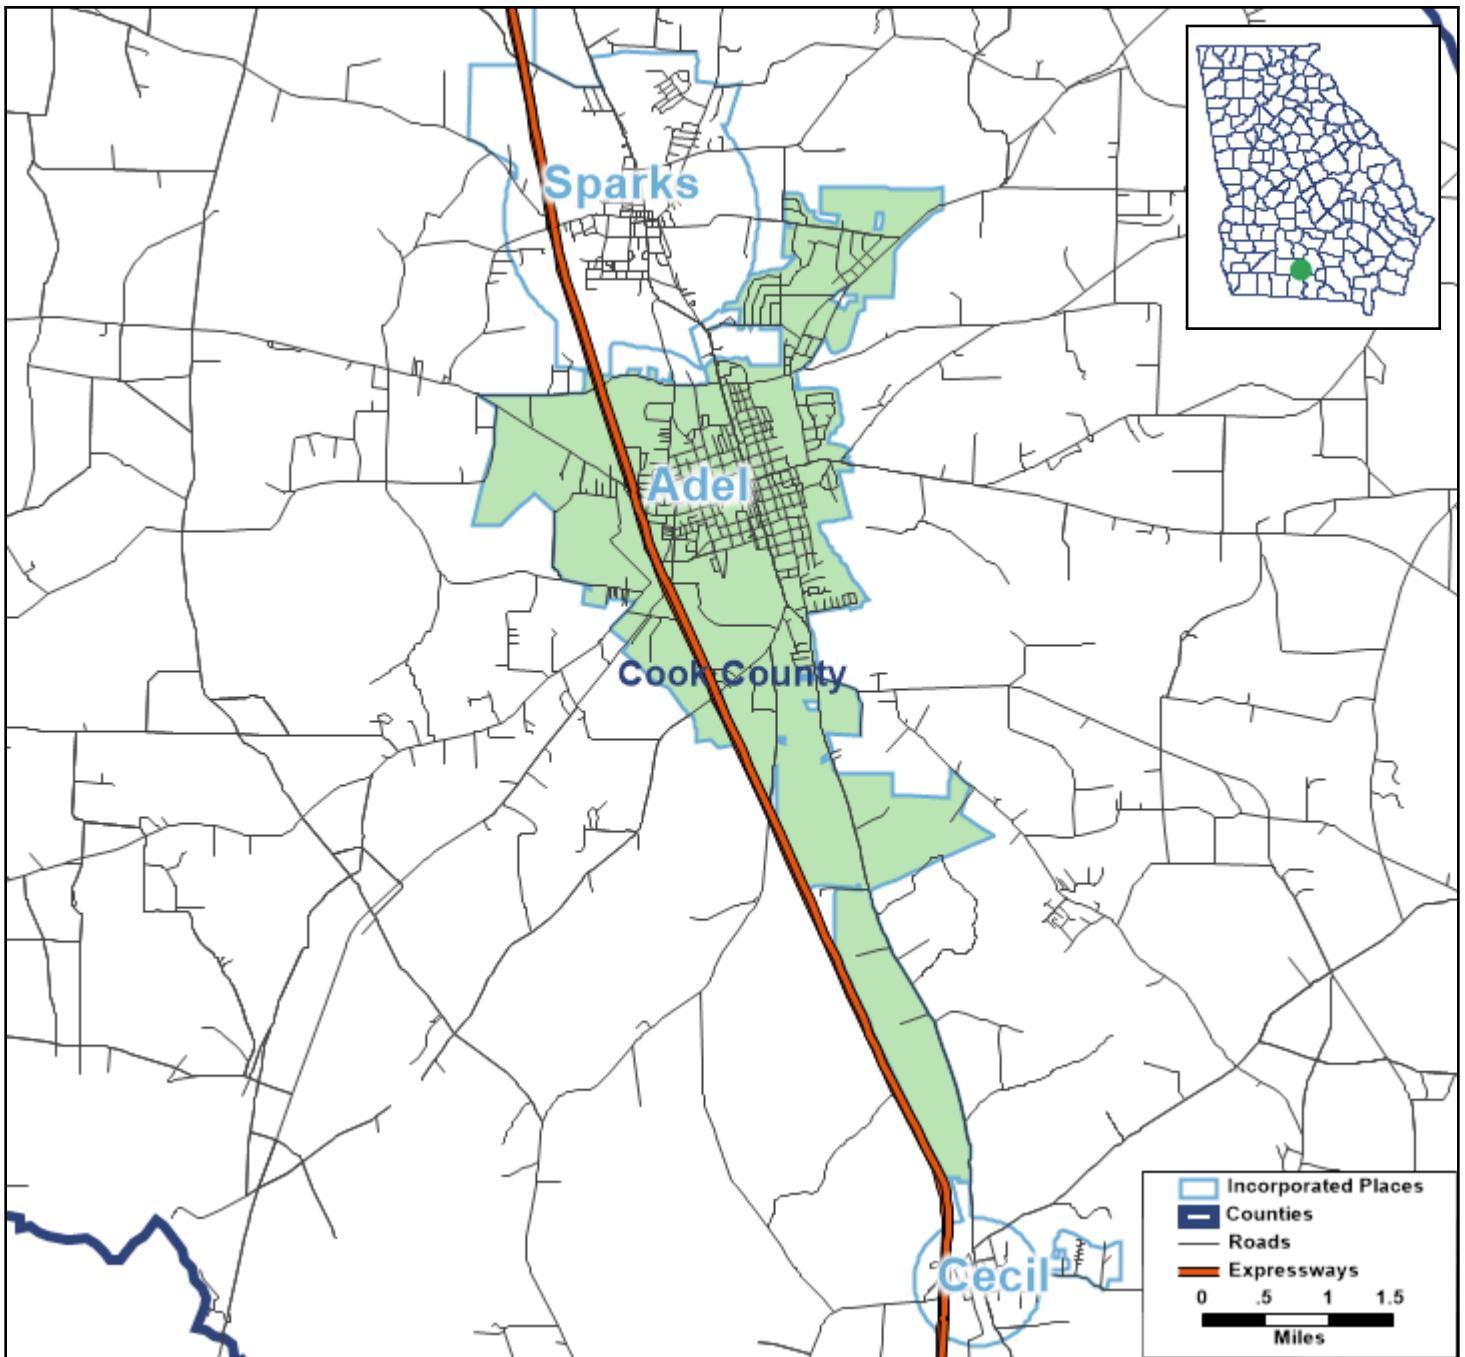 Sparks
Adel
Cook County
Cecil
Incorporated Places
Counties
Roads
Expressways
0 .5 1 1.5
Miles